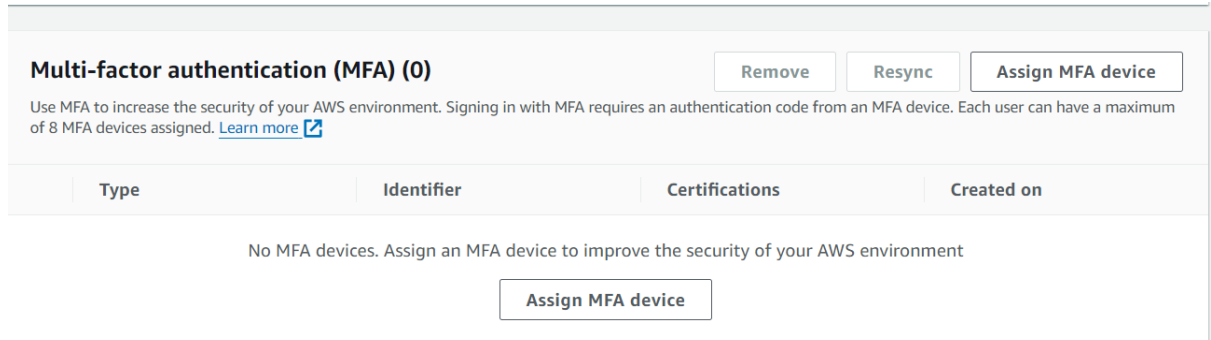 Multi-factor authentication (MFA) (0)
Remove
Resync
Assign MFA device
Use MFA to increase the security of your AWS environment. Signing in with MFA requires an authentication code from an MFA device. Each user can have a maximum
of 8 MFA devices assigned. Learn more
Type
Identifier
Certifications
Created on
No MFA devices. Assign an MFA device to improve the security of your AWS environment
Assign MFA device